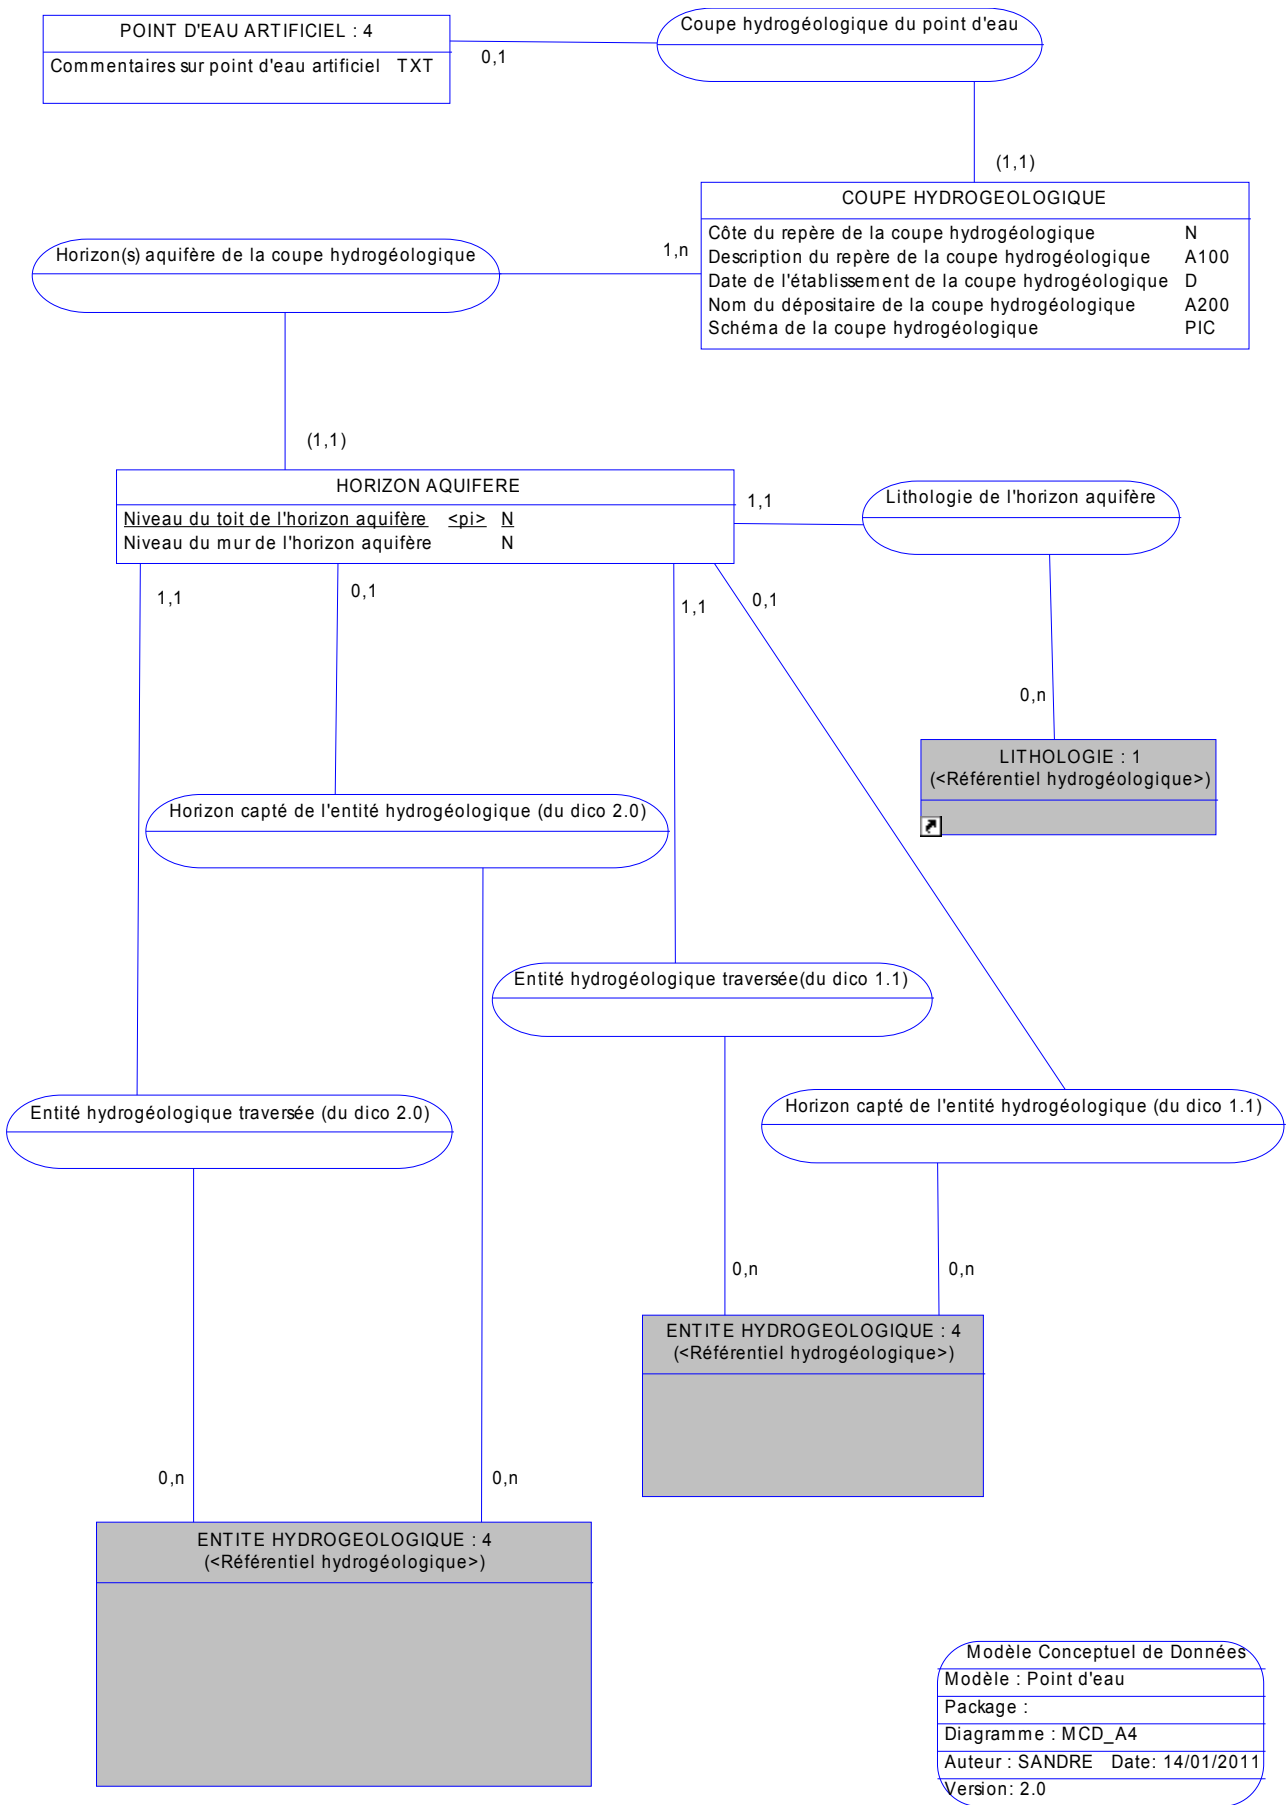 POINT D'EAU ARTIFICIEL : 4
Commentaires sur point d'eau artificiel TXT
0,1
Coupe hydrogéologique du point d'eau
(1,1)
COUPE HYDROGEOLOGIQUE
Côte du repère de la coupe hydrogéologique N
Description du repère de la coupe hydrogéologique A100
Date de l'établissement de la coupe hydrogéologique D
Nom du dépositaire de la coupe hydrogéologique A200
Schéma de la coupe hydrogéologique PIC
1,n
Horizon(s) aquifère de la coupe hydrogéologique
(1,1)
HORIZON AQUIFERE
Niveau du toit de l'horizon aquifère <pi> N
Niveau du mur de l'horizon aquifère N
1,1
Lithologie de l'horizon aquifère
0,n
LITHOLOGIE : 1
(<Référentiel hydrogéologique>)
1,1
0,1
1,1
0,1
Horizon capté de l'entité hydrogéologique (du dico 2.0)
Entité hydrogéologique traversée(du dico 1.1)
Entité hydrogéologique traversée (du dico 2.0)
Horizon capté de l'entité hydrogéologique (du dico 1.1)
0,n
0,n
ENTITE HYDROGEOLOGIQUE : 4
(<Référentiel hydrogéologique>)
0,n
0,n
ENTITE HYDROGEOLOGIQUE : 4
(<Référentiel hydrogéologique>)
Modèle Conceptuel de Données
Modèle : Point d'eau
Package :
Diagramme : MCD_A4
Auteur : SANDRE Date: 14/01/2011
Version: 2.0